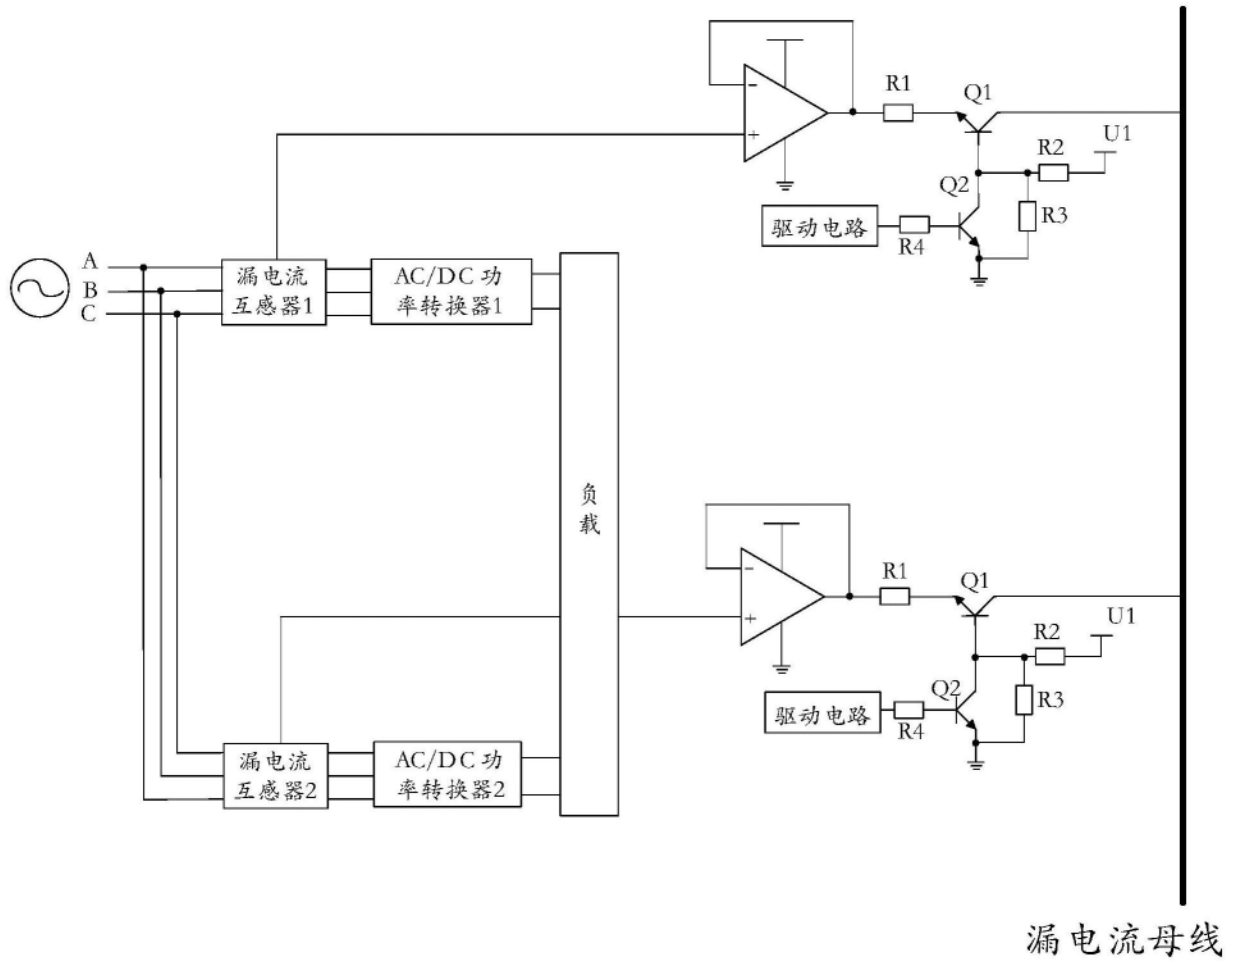 R1
Q1
U1
R2
Q2
R3
驱动电路
R4
A
B
C
漏电流
互感器1
AC/DC 功
率转换器1
负
载
R1
Q1
U1
R2
Q2
R3
驱动电路
R4
漏电流
互感器2
AC/DC 功
率转换器2
漏电流母线